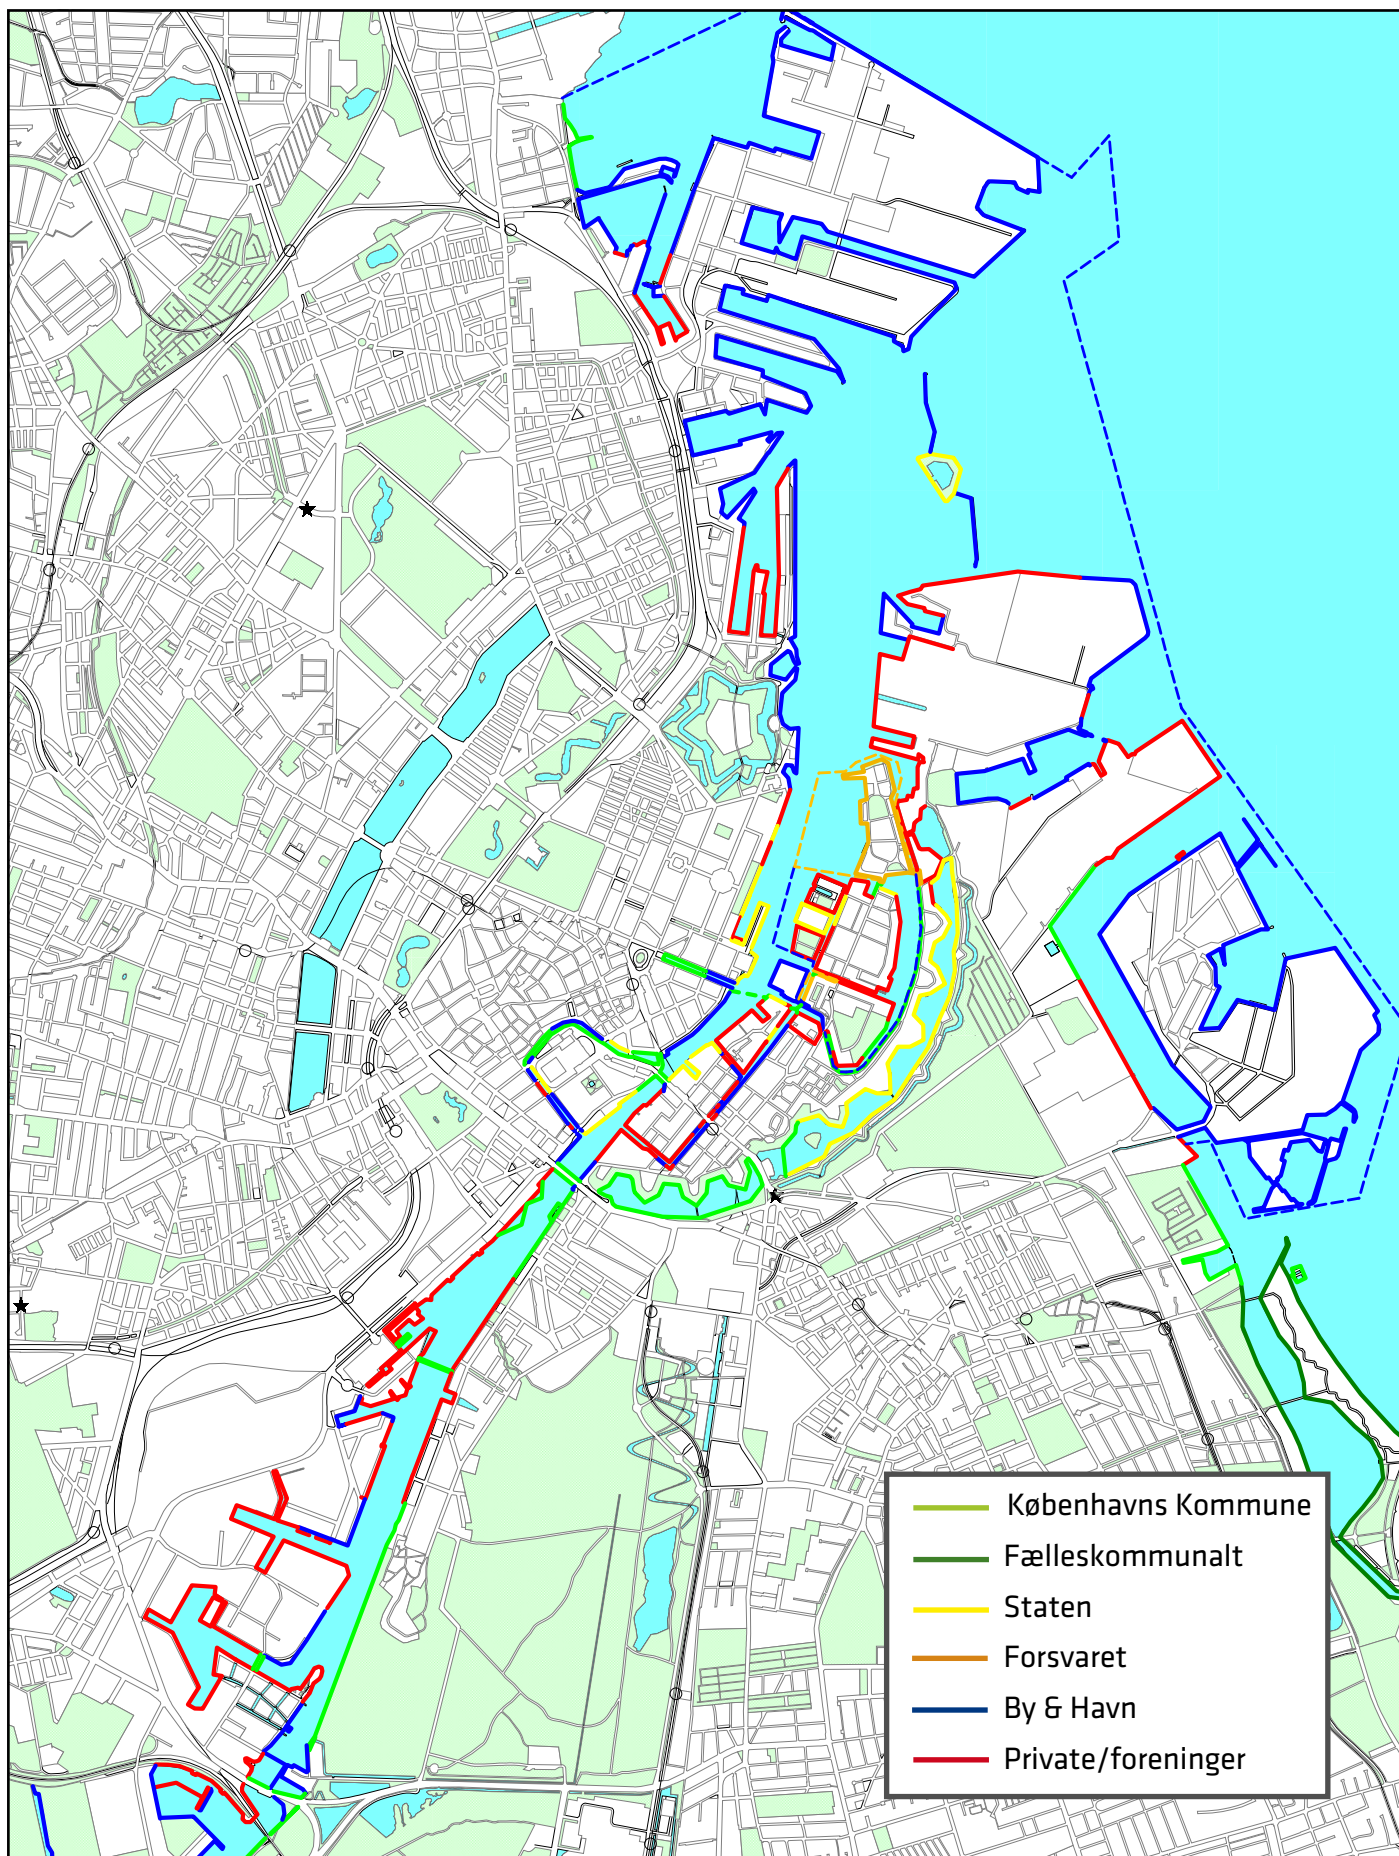 Københavns Kommune
Fælleskommunalt
Staten
Forsvaret
By & Havn
Private/foreninger